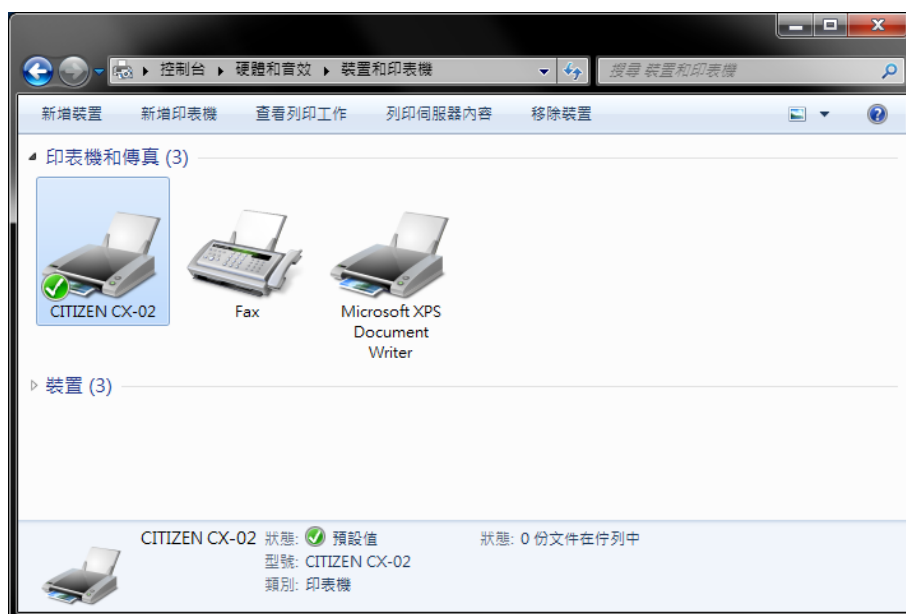 控制台 ▸ 硬體和音效 ▸ 裝置和印表機
搜尋 裝置和印表機
新增裝置 新增印表機 查看列印工作 列印伺服器內容 移除裝置
印表機和傳真 (3)
CITIZEN CX-02
Fax
Microsoft XPS
Document
Writer
裝置 (3)
CITIZEN CX-02 狀態: 預設值 狀態: 0 份文件在佇列中
型號: CITIZEN CX-02
類別: 印表機